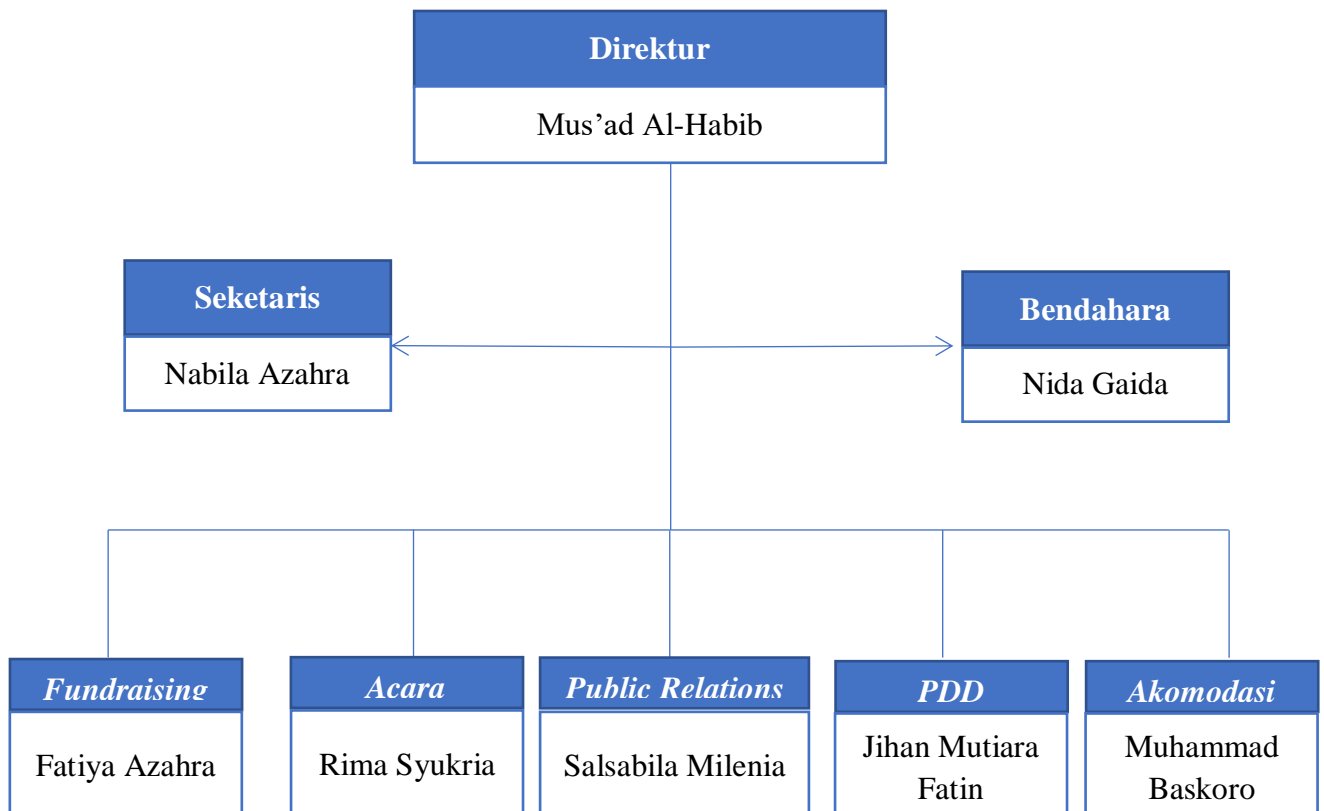 Direktur
Mus’ad Al-Habib
Seketaris
Nabila Azahra
Bendahara
Nida Gaida
Fundraising
Fatiya Azahra
Acara
Rima Syukria
Public Relations
Salsabila Milenia
PDD
Jihan Mutiara
Fatin
Akomodasi
Muhammad
Baskoro